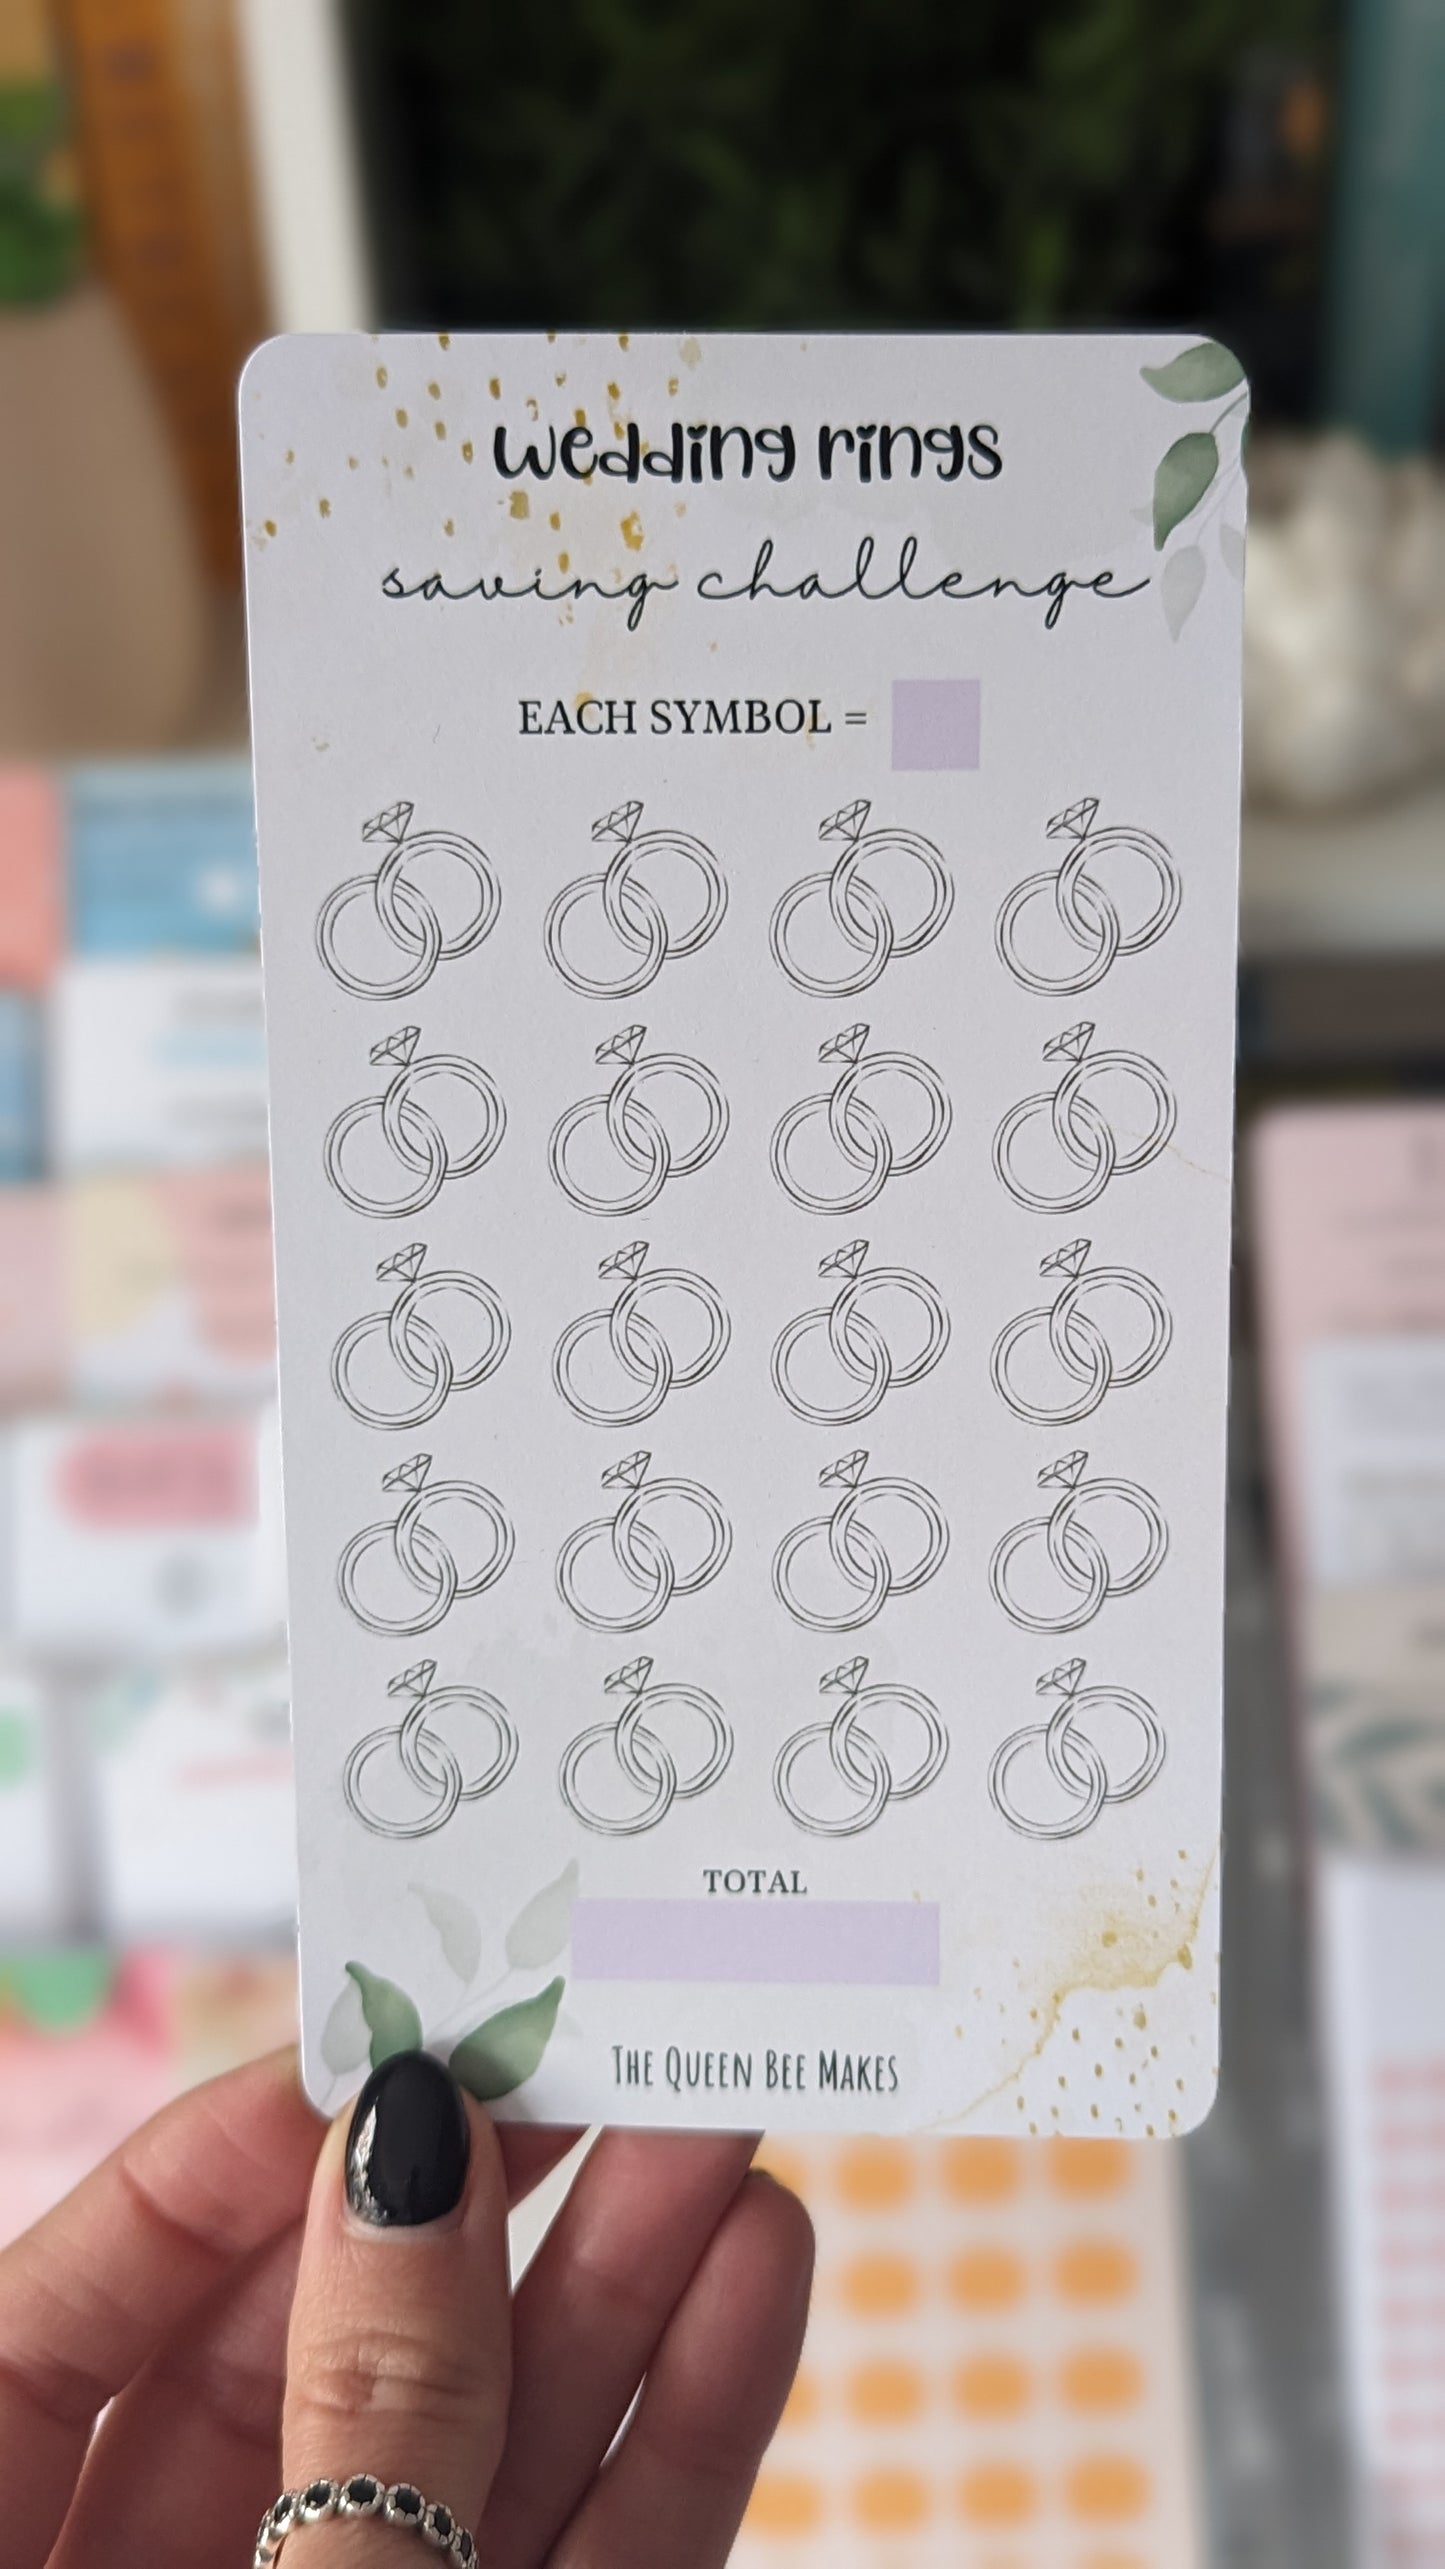 wedding rings
saving challenge
EACH SYMBOL =
TOTAL
THE QUEEN BEE MAKES